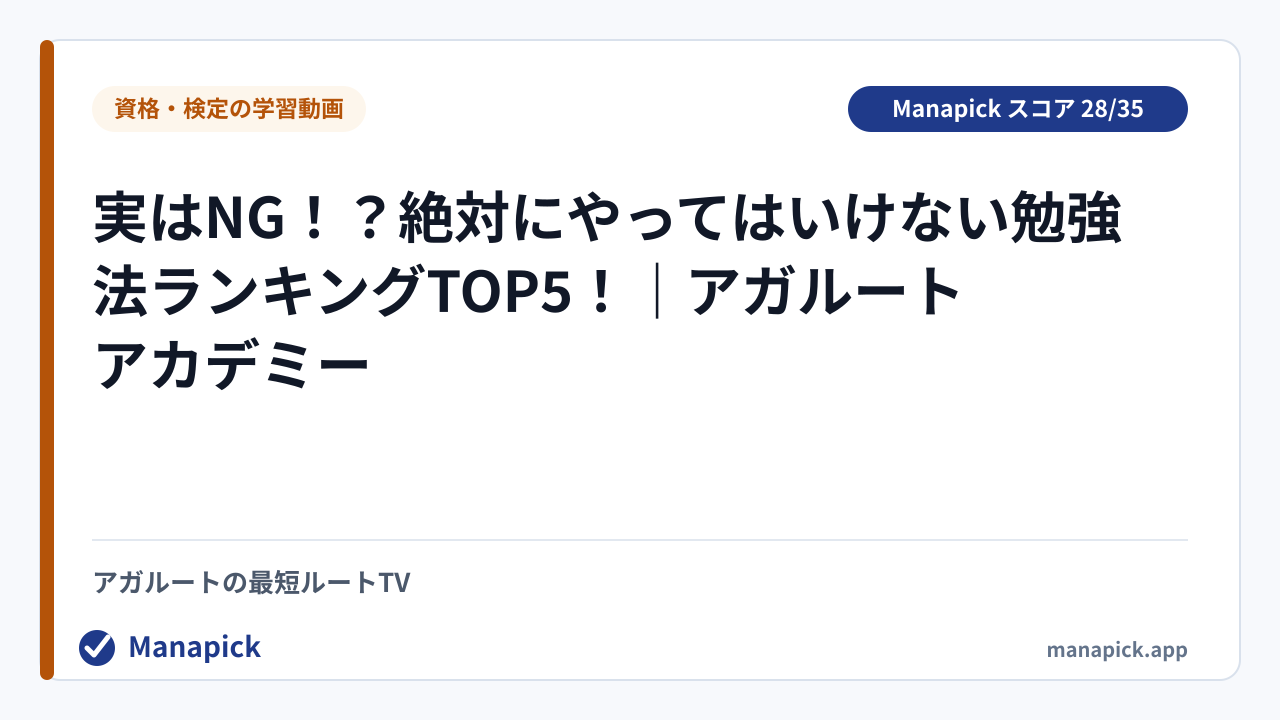 資格・検定の学習動画
Manapick スコア 28/35
実はNG！？絶対にやってはいけない勉強
法ランキングTOP5！｜アガルート
アカデミー
アガルートの最短ルートTV
Manapick
manapick.app